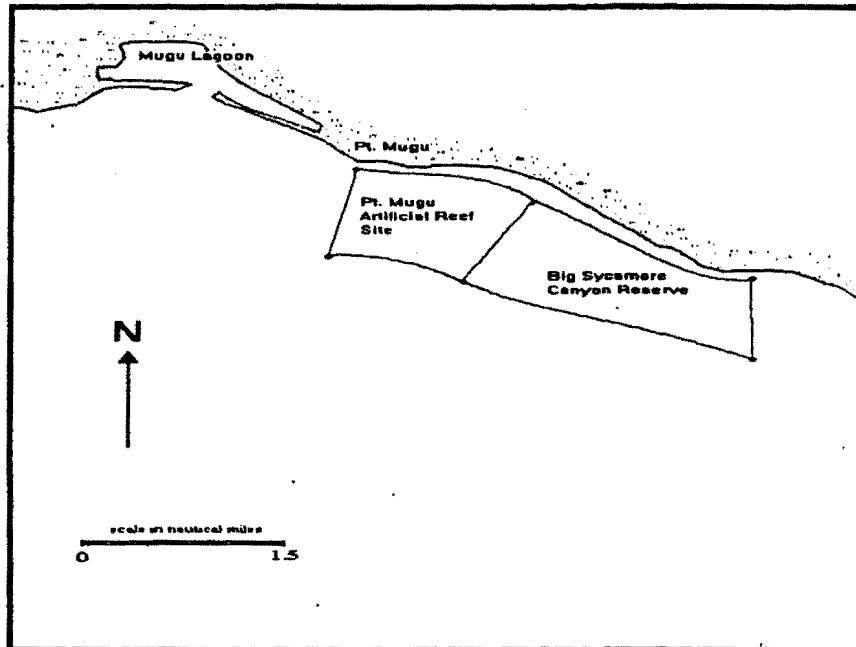 Mugu Lagoon
Pt. Mugu
Pt. Mugu
Artificial Reef
Site
Big Sycamore
Canyon Reserve
N
scale in nautical miles
0 1.5